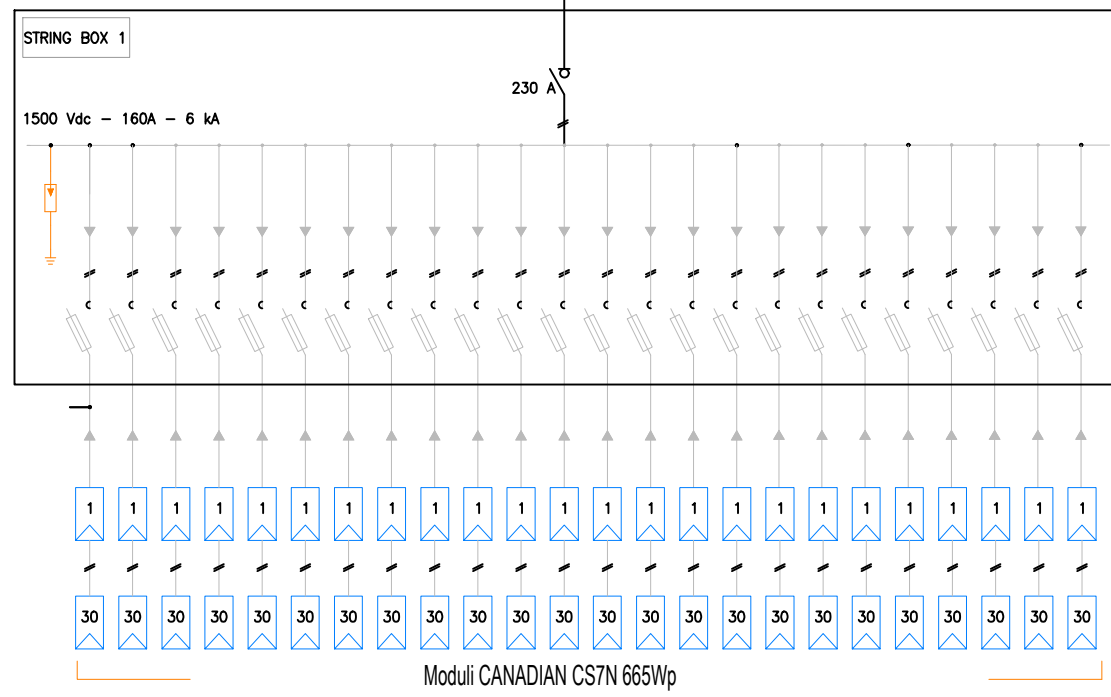 STRING BOX 1
230 A
1500 Vdc – 160A – 6 kA
C C C C C C C C C C C C C C C C C C C C C C C C
1 1 1 1 1 1 1 1 1 1 1 1 1 1 1 1 1 1 1 1 1 1 1 1
30 30 30 30 30 30 30 30 30 30 30 30 30 30 30 30 30 30 30 30 30 30 30 30
Moduli CANADIAN CS7N 665Wp